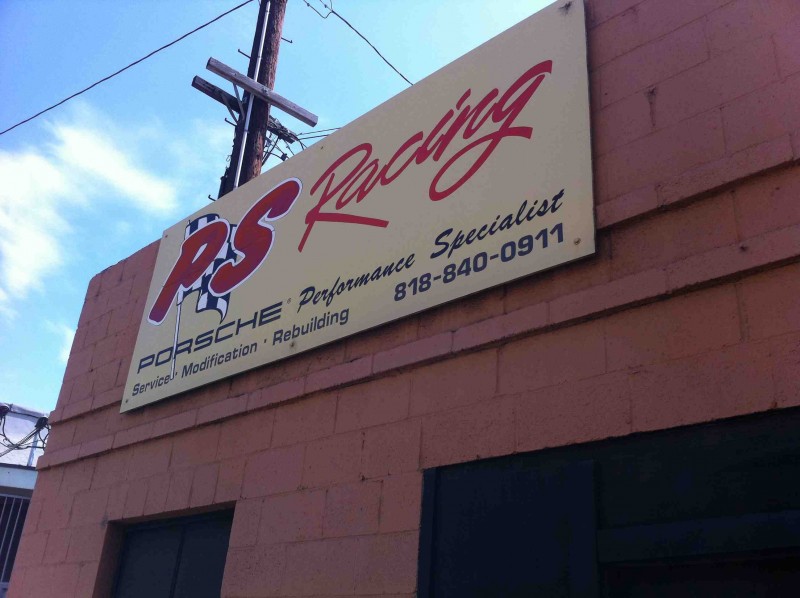 PS Racing
PORSCHE® Performance Specialist
Service · Modification · Rebuilding 818-840-0911